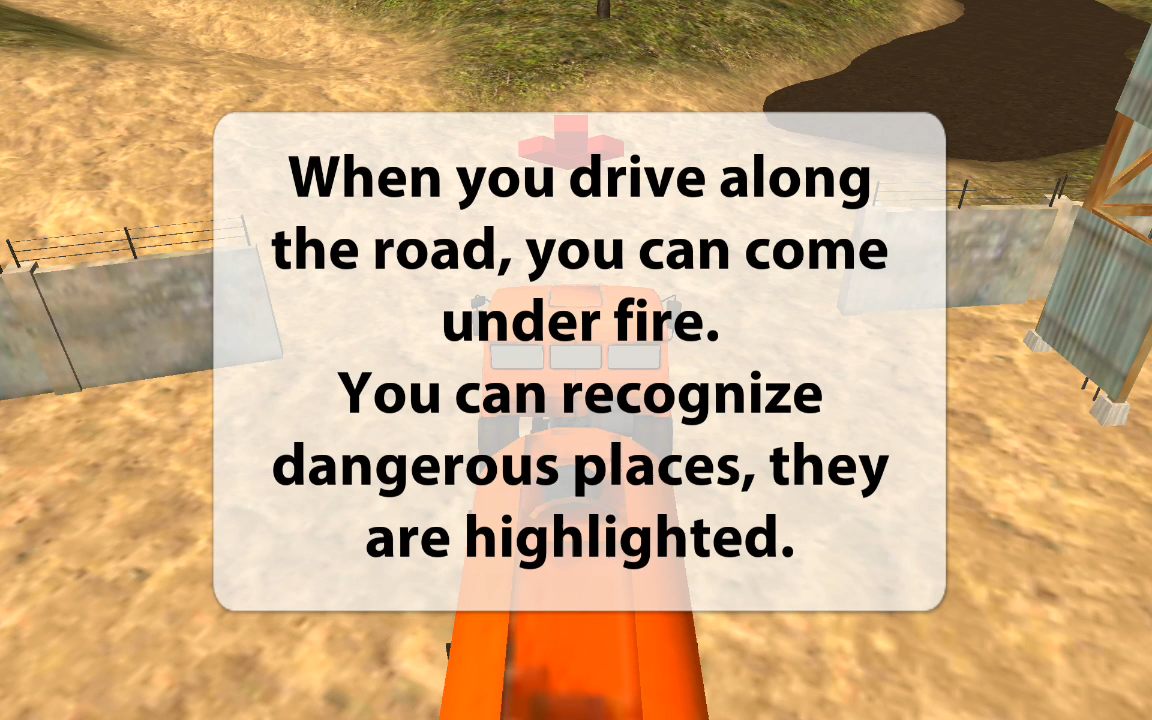 When you drive along
the road, you can come
under fire.
You can recognize
dangerous places, they
are highlighted.